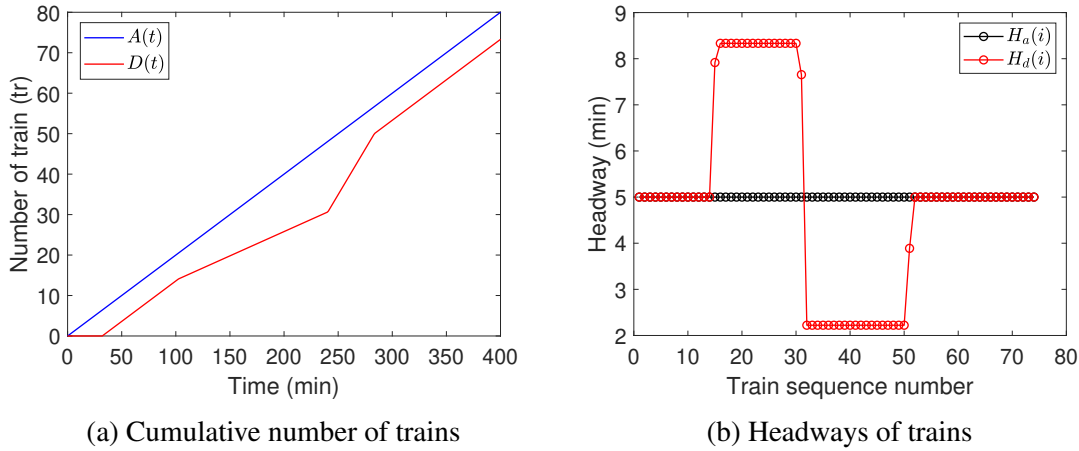 80
70
60
50
40
30
20
10
0
Number of train (tr)
A(t)
D(t)
0 50 100 150 200 250 300 350 400
Time (min)
(a) Cumulative number of trains
9
8
7
6
5
4
3
2
Headway (min)
H_a(i)
H_d(i)
0 10 20 30 40 50 60 70 80
Train sequence number
(b) Headways of trains